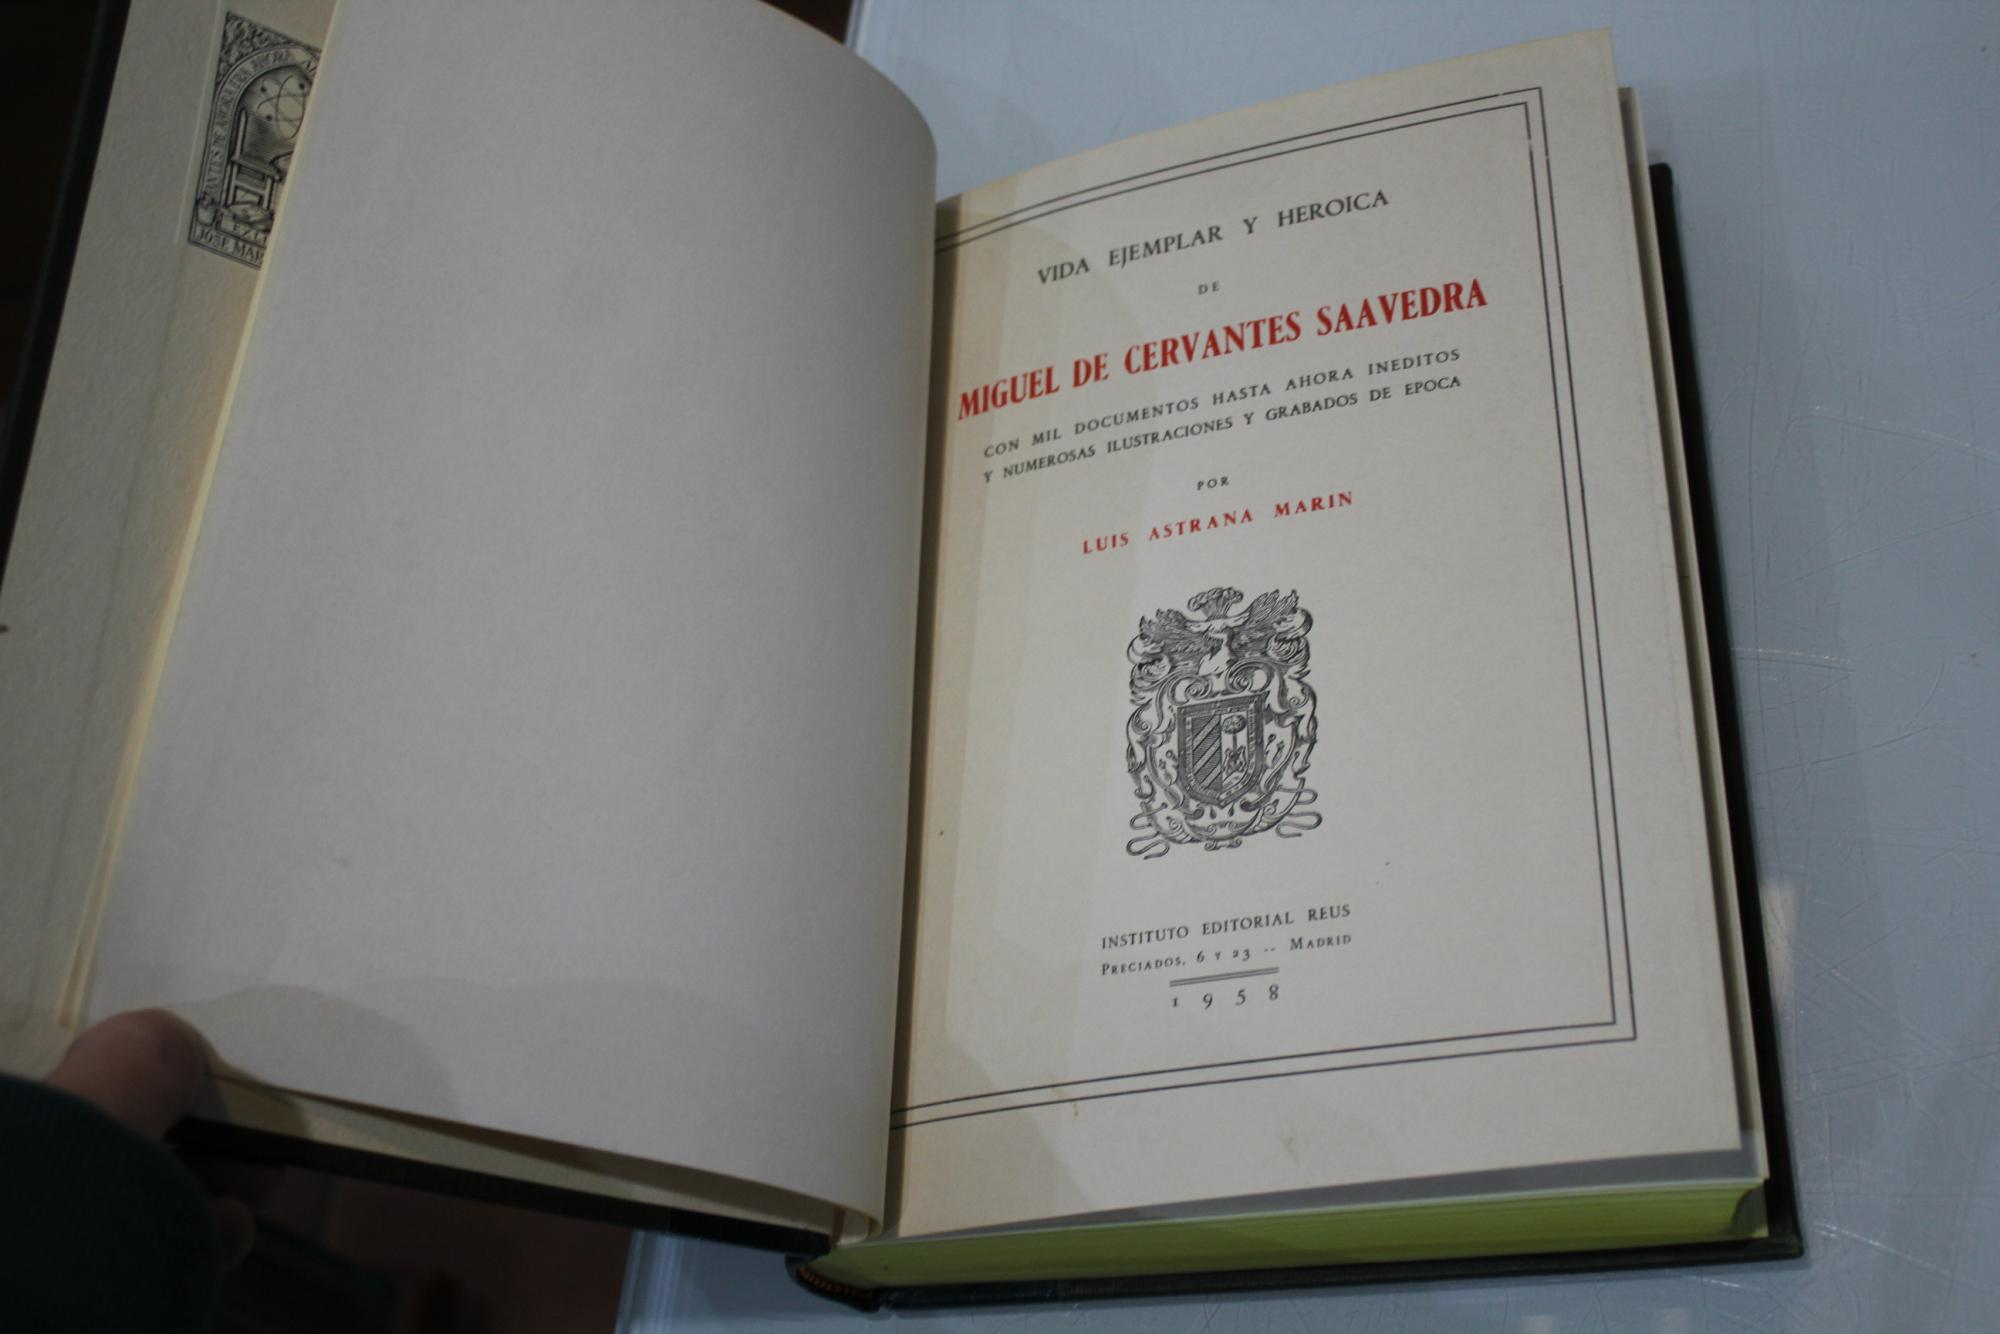 JOSE
VIDA EJEMPLAR Y HEROICA
DE
MIGUEL DE CERVANTES SAAVEDRA
CON MIL DOCUMENTOS HASTA AHORA INEDITOS
Y NUMEROSAS ILUSTRACIONES Y GRABADOS DE EPOCA
POR
LUIS ASTRANA MARIN
INSTITUTO EDITORIAL REUS
PRECIADOS, 6 Y 23 -- MADRID
1958